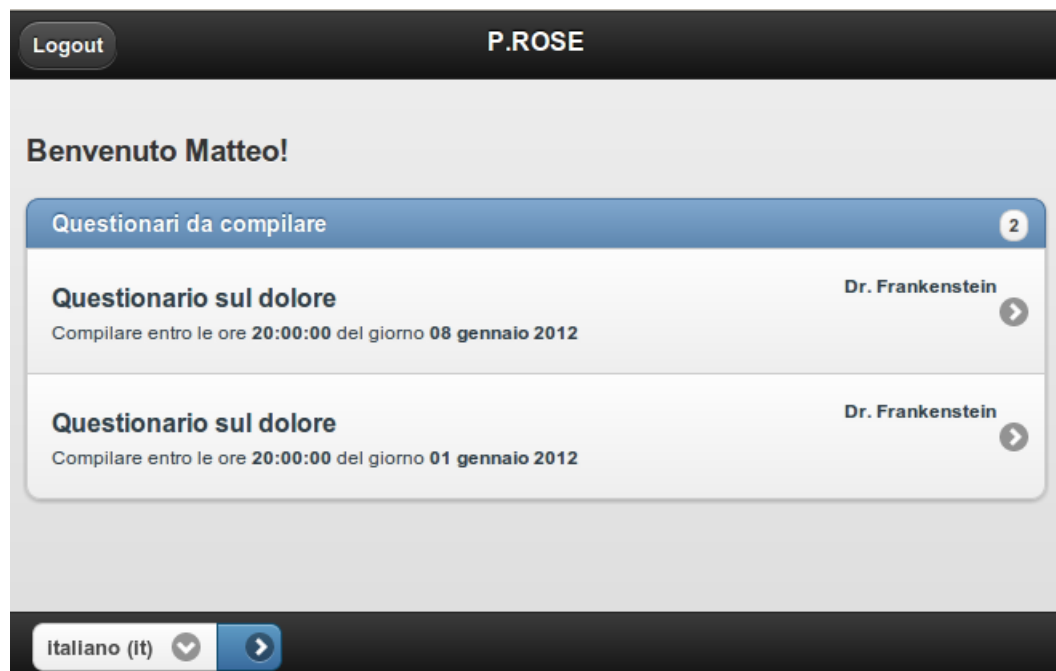 Logout
P.ROSE
Benvenuto Matteo!
Questionari da compilare
2
Questionario sul dolore
Dr. Frankenstein
Compilare entro le ore 20:00:00 del giorno 08 gennaio 2012
Questionario sul dolore
Dr. Frankenstein
Compilare entro le ore 20:00:00 del giorno 01 gennaio 2012
Italiano (it)